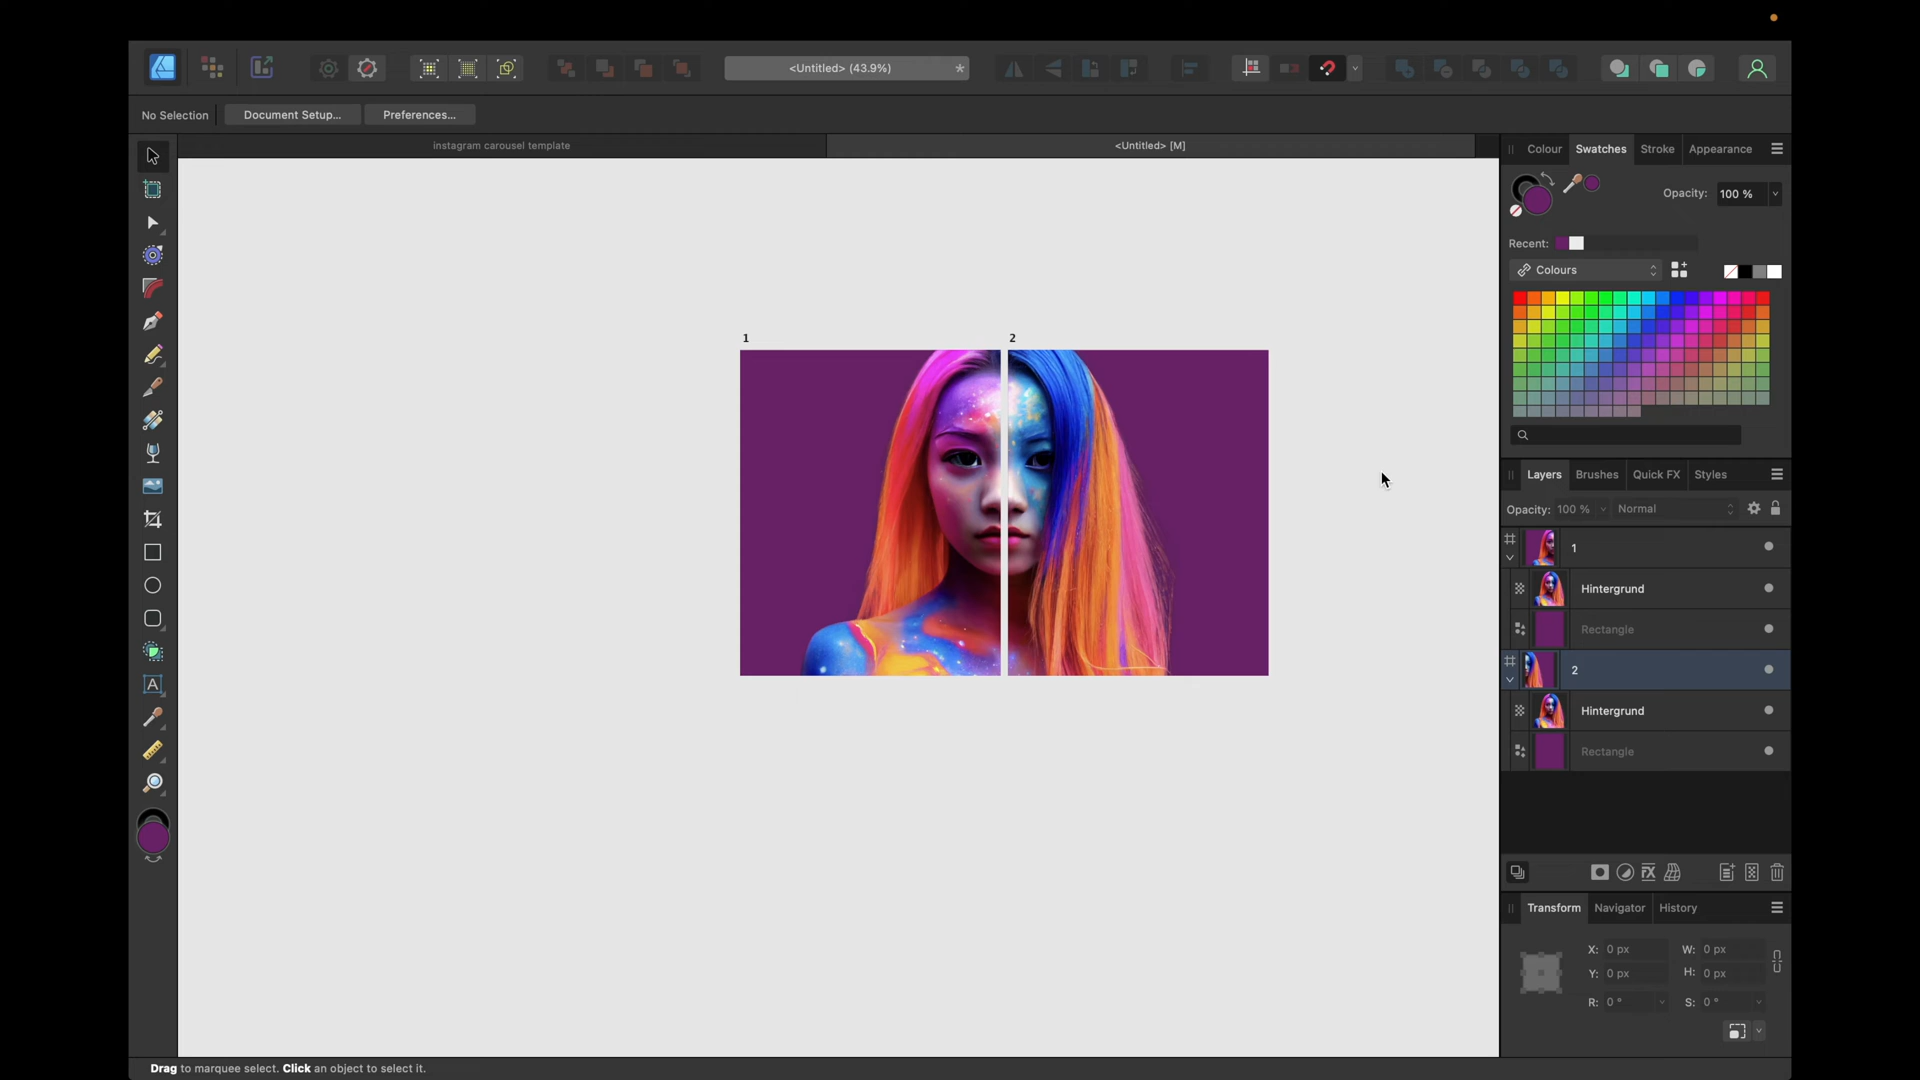 <Untitled> (43.9%)
*
No Selection
Document Setup...
Preferences...
instagram carousel template
<Untitled> [M]
Colour
Swatches
Stroke
Appearance
Opacity:
100 %
Recent:
Colours
1
2
Layers
Brushes
Quick FX
Styles
Opacity:
100 %
Normal
1
Hintergrund
Rectangle
2
Hintergrund
Rectangle
A
FX
Transform
Navigator
History
X:
0 px
W:
0 px
Y:
0 px
H:
0 px
R:
0 °
S:
0 °
Drag to marquee select. Click an object to select it.